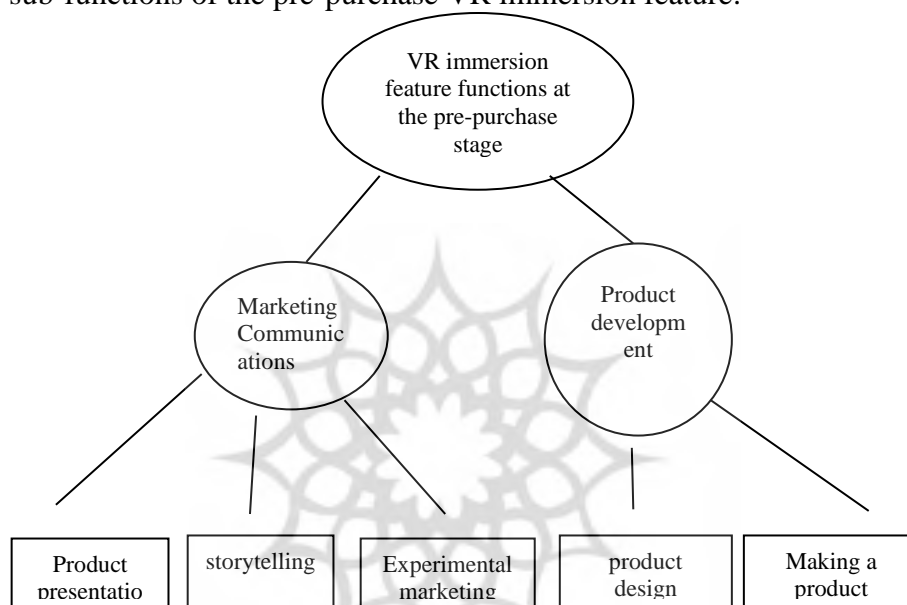 sub-functions of the pre-purchase VR immersion feature.
VR immersion
feature functions at
the pre-purchase
stage
Marketing
Communic
ations
Product
developm
ent
Product
presentatio
storytelling
Experimental
marketing
product
design
Making a
product